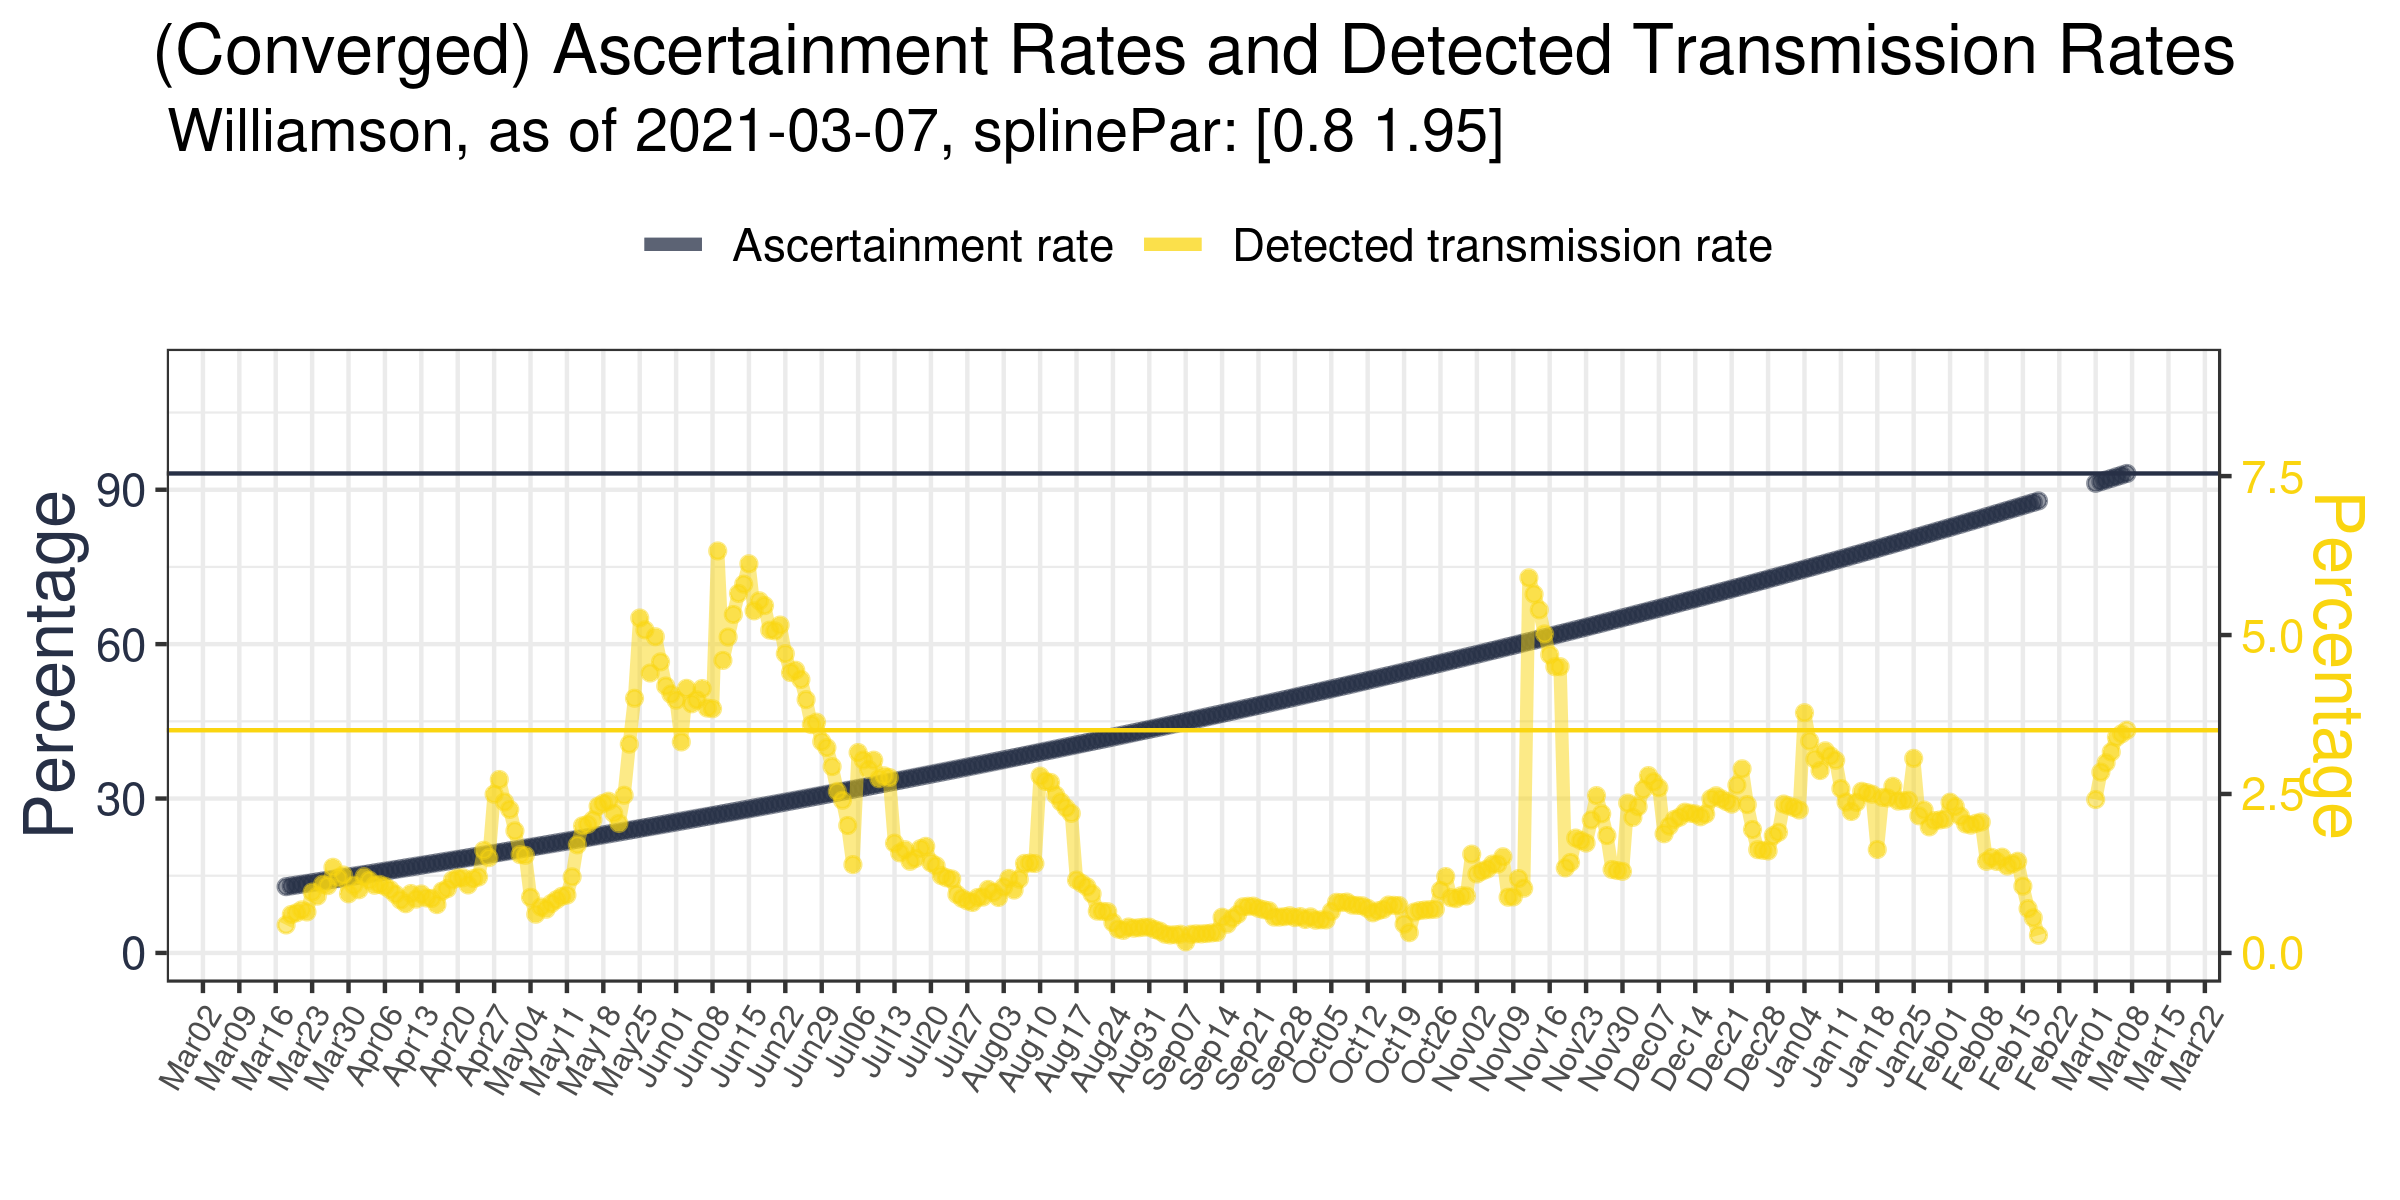 (Converged) Ascertainment Rates and Detected Transmission Rates
Williamson, as of 2021-03-07, splinePar: [0.8 1.95]
Ascertainment rate
Detected transmission rate
Percentage
90
60
30
0
7.5
5.0
2.5
0.0
Percentage
Mar02
Mar09
Mar16
Mar23
Mar30
Apr06
Apr13
Apr20
Apr27
May04
May11
May18
May25
Jun01
Jun08
Jun15
Jun22
Jun29
Jul06
Jul13
Jul20
Jul27
Aug03
Aug10
Aug17
Aug24
Aug31
Sep07
Sep14
Sep21
Sep28
Oct05
Oct12
Oct19
Oct26
Nov02
Nov09
Nov16
Nov23
Nov30
Dec07
Dec14
Dec21
Dec28
Jan04
Jan11
Jan18
Jan25
Feb01
Feb08
Feb15
Feb22
Mar01
Mar08
Mar15
Mar22